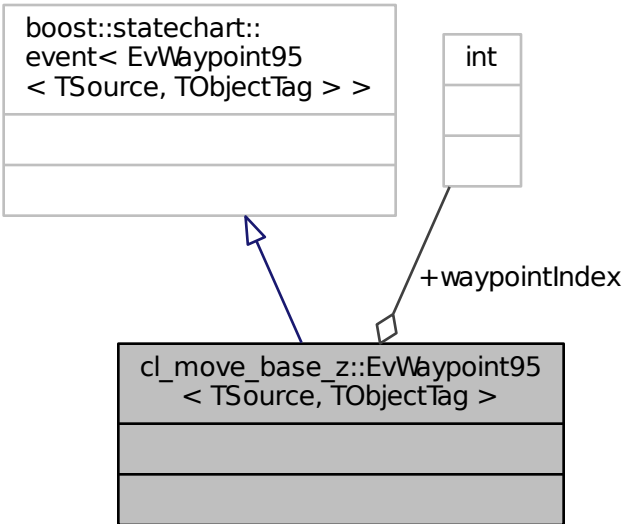 boost::statechart::
event< EvWaypoint95
< TSource, TObjectTag > >
int
+waypointIndex
cl_move_base_z::EvWaypoint95
< TSource, TObjectTag >